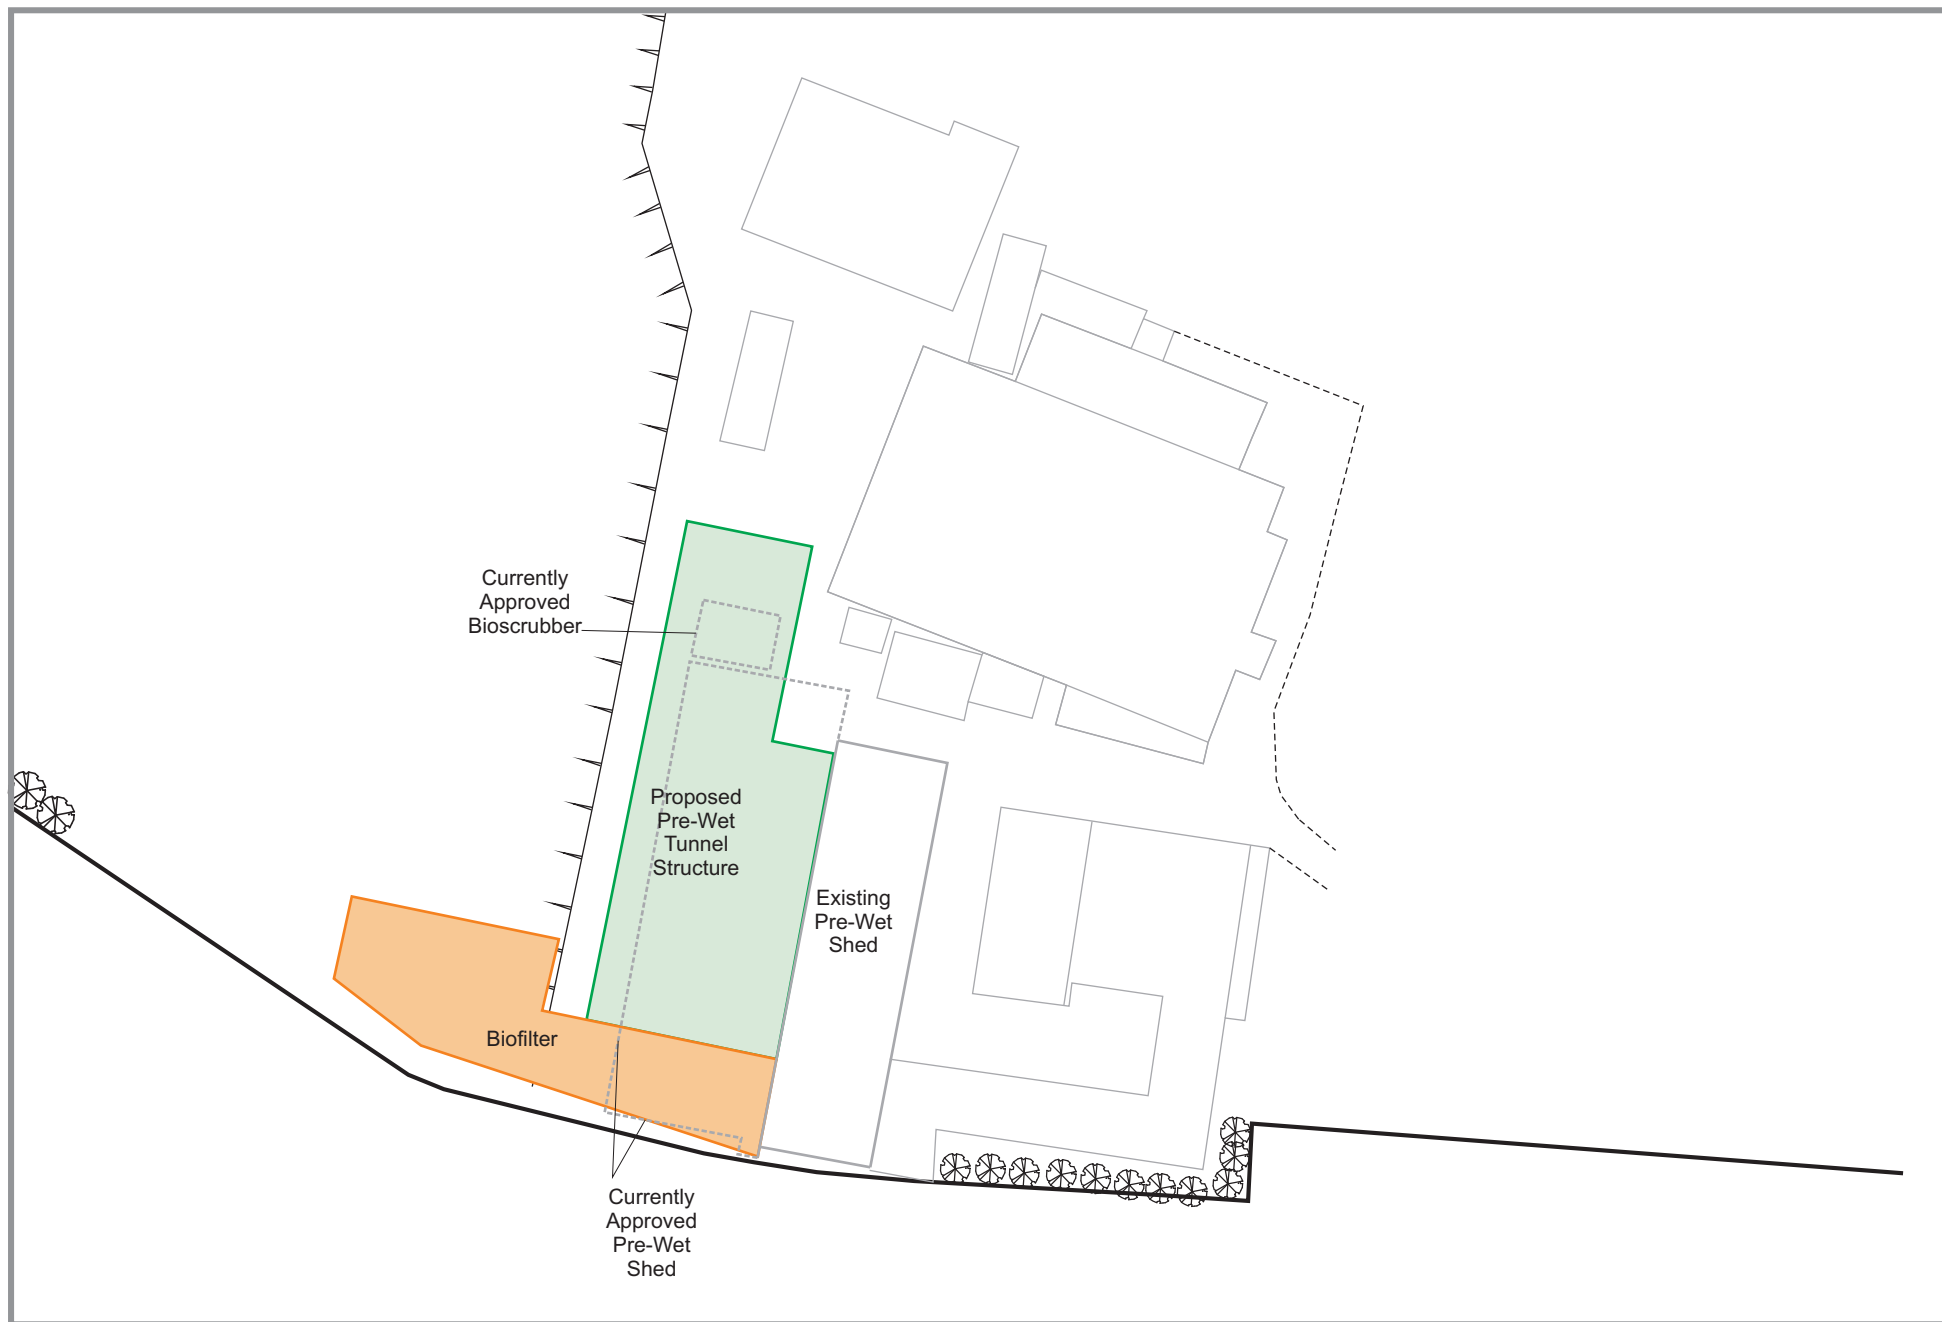 Currently
Approved
Bioscrubber
Proposed
Pre-Wet
Tunnel
Structure
Existing
Pre-Wet
Shed
Biofilter
Currently
Approved
Pre-Wet
Shed